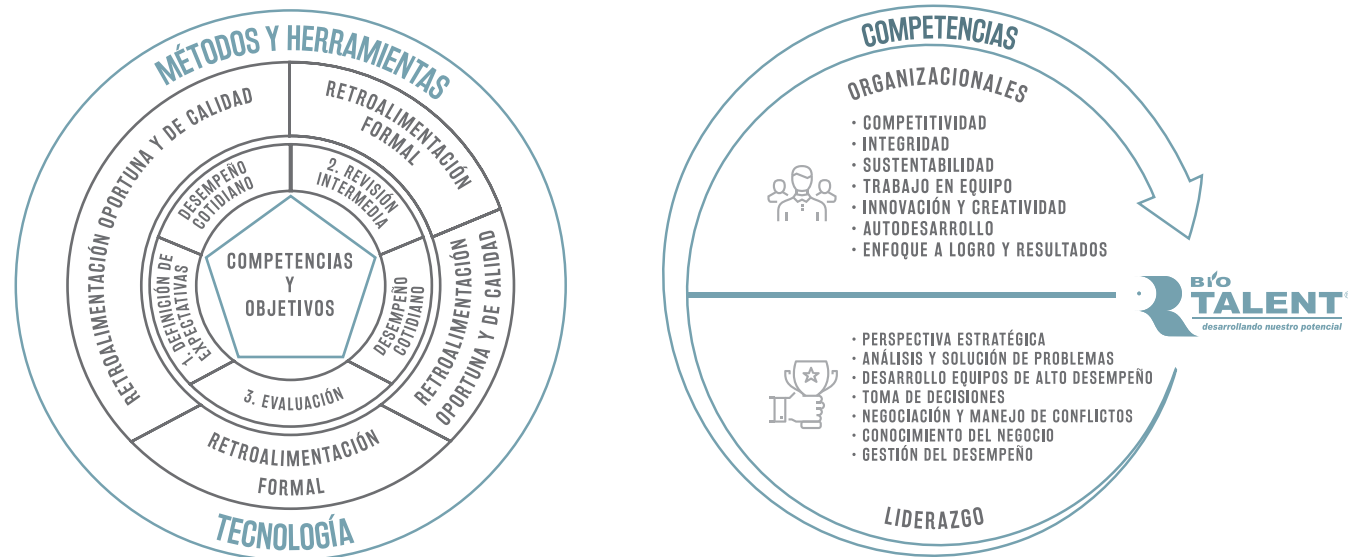 MÉTODOS Y HERRAMIENTAS
RETROALIMENTACIÓN OPORTUNA Y DE CALIDAD
RETROALIMENTACIÓN
FORMAL
DESEMPEÑO
COTIDIANO
2. REVISIÓN
INTERMEDIA
COMPETENCIAS
Y
OBJETIVOS
1. DEFINICIÓN DE
EXPECTATIVAS
DESEMPEÑO
COTIDIANO
RETROALIMENTACIÓN
OPORTUNA Y DE CALIDAD
3. EVALUACIÓN
RETROALIMENTACIÓN
FORMAL
TECNOLOGÍA
COMPETENCIAS
ORGANIZACIONALES
· COMPETITIVIDAD
· INTEGRIDAD
· SUSTENTABILIDAD
· TRABAJO EN EQUIPO
· INNOVACIÓN Y CREATIVIDAD
· AUTODESARROLLO
· ENFOQUE A LOGRO Y RESULTADOS
BIO
TALENT®
desarrollando nuestro potencial
· PERSPECTIVA ESTRATÉGICA
· ANÁLISIS Y SOLUCIÓN DE PROBLEMAS
· DESARROLLO EQUIPOS DE ALTO DESEMPEÑO
· TOMA DE DECISIONES
· NEGOCIACIÓN Y MANEJO DE CONFLICTOS
· CONOCIMIENTO DEL NEGOCIO
· GESTIÓN DEL DESEMPEÑO
LIDERAZGO